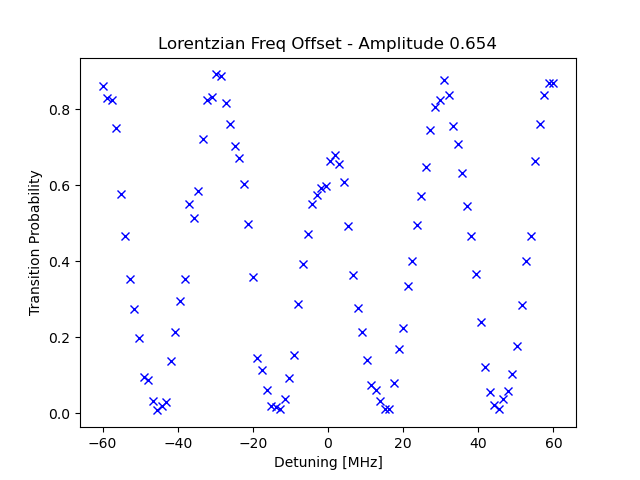 Lorentzian Freq Offset - Amplitude 0.654
Transition Probability
0.8
0.6
0.4
0.2
0.0
−60 −40 −20 0 20 40 60
Detuning [MHz]